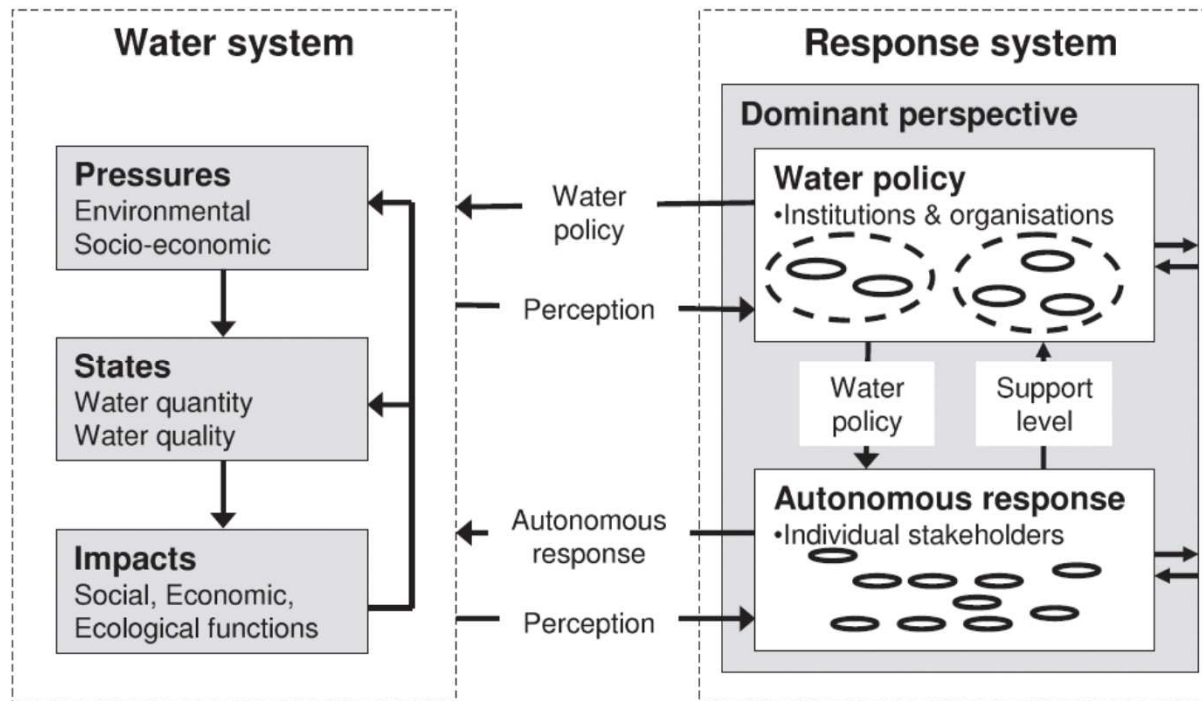 Water system
Pressures
Environmental
Socio-economic
States
Water quantity
Water quality
Impacts
Social, Economic,
Ecological functions
Water
policy
Perception
Autonomous
response
Perception
Response system
Dominant perspective
Water policy
•Institutions & organisations
Water
policy
Support
level
Autonomous response
•Individual stakeholders